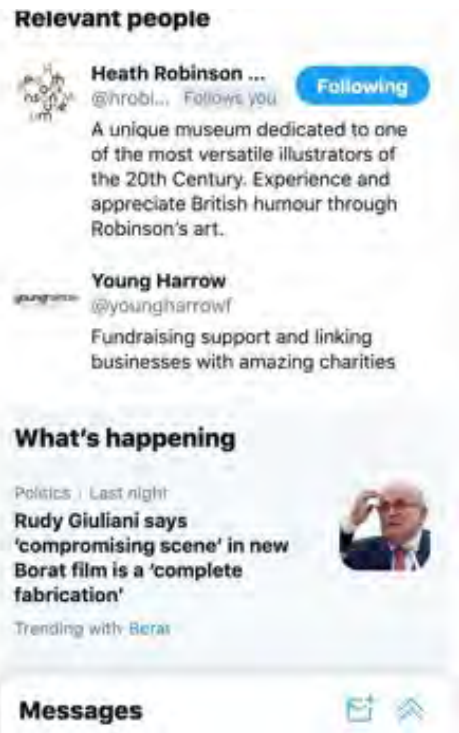 Relevant people
Heath Robinson ...
Following
@hrobi... Follows you
A unique museum dedicated to one
of the most versatile illustrators of
the 20th Century. Experience and
appreciate British humour through
Robinson's art.
Young Harrow
@youngharrowf
Fundraising support and linking
businesses with amazing charities
What's happening
Politics | Last night
Rudy Giuliani says
'compromising scene' in new
Borat film is a 'complete
fabrication'
Trending with Borat
Messages